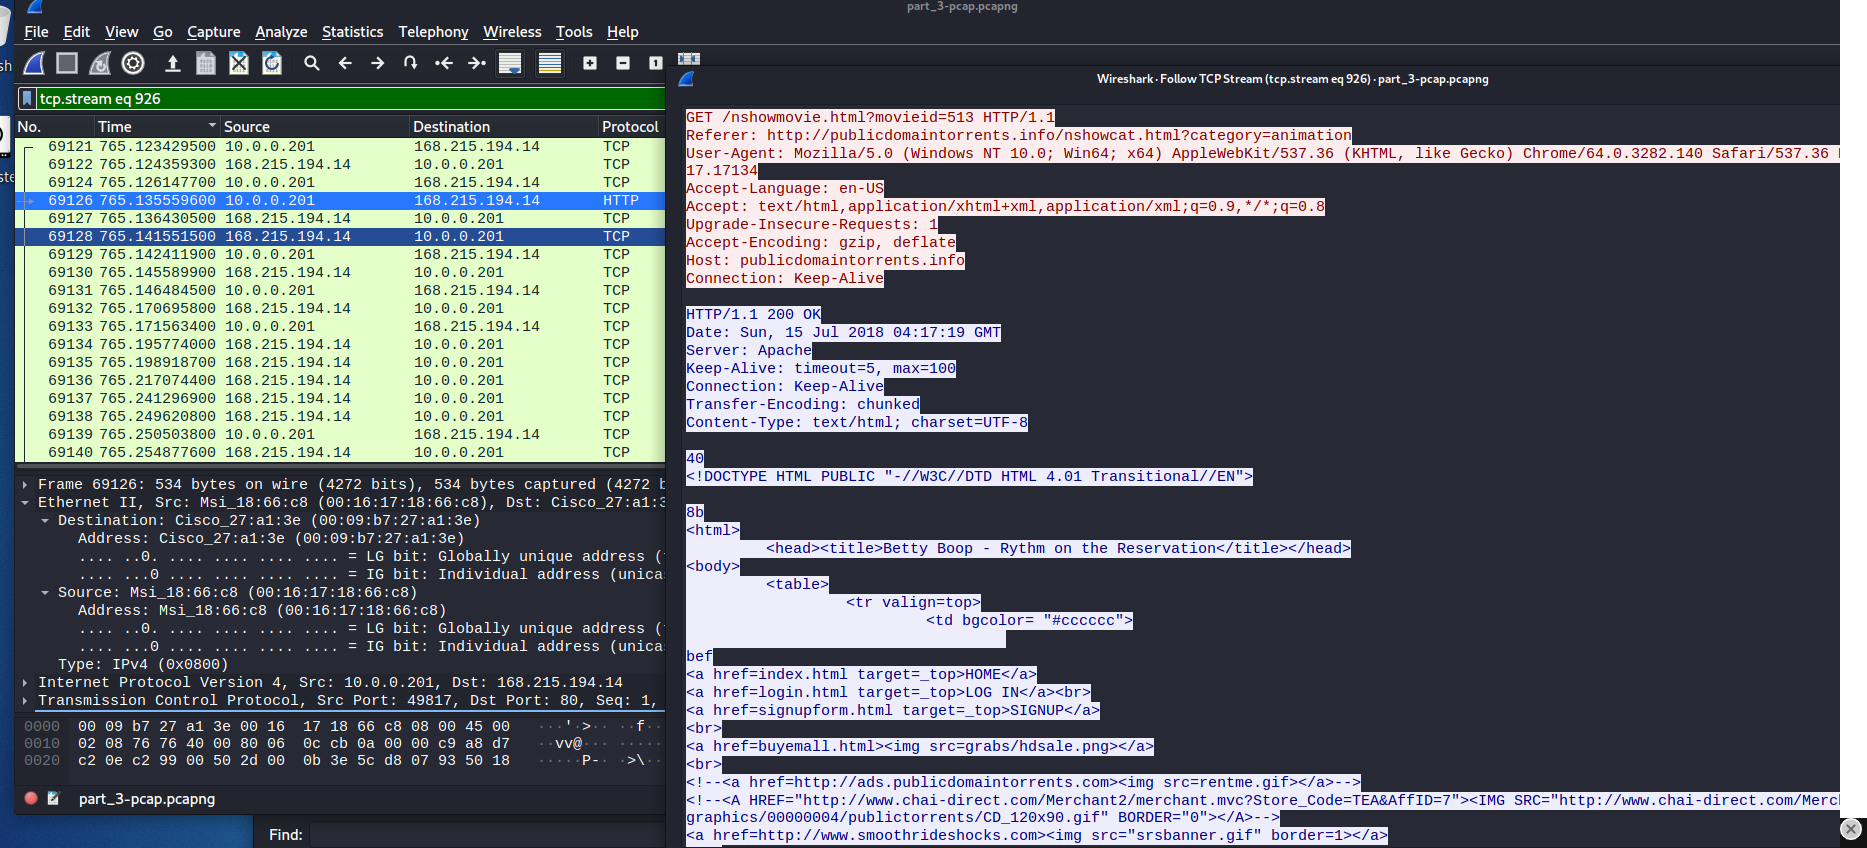 part_3-pcap.pcapng
File Edit View Go Capture Analyze Statistics Telephony Wireless Tools Help
tcp.stream eq 926
No. Time Source Destination Protocol
69121 765.123429500 10.0.0.201 168.215.194.14 TCP
69122 765.124359300 10.0.0.201 168.215.194.14 TCP
69124 765.126147700 10.0.0.201 168.215.194.14 TCP
69126 765.135559600 10.0.0.201 168.215.194.14 HTTP
69127 765.136430500 168.215.194.14 10.0.0.201 TCP
69128 765.141551500 168.215.194.14 10.0.0.201 TCP
69129 765.142411900 10.0.0.201 168.215.194.14 TCP
69130 765.145589900 168.215.194.14 10.0.0.201 TCP
69131 765.146484500 10.0.0.201 168.215.194.14 TCP
69132 765.170695800 168.215.194.14 10.0.0.201 TCP
69133 765.171563400 10.0.0.201 168.215.194.14 TCP
69134 765.195774000 168.215.194.14 10.0.0.201 TCP
69135 765.198918700 168.215.194.14 10.0.0.201 TCP
69136 765.217074400 168.215.194.14 10.0.0.201 TCP
69137 765.241296900 168.215.194.14 10.0.0.201 TCP
69138 765.249620800 168.215.194.14 10.0.0.201 TCP
69139 765.250503800 10.0.0.201 168.215.194.14 TCP
69140 765.254877600 168.215.194.14 10.0.0.201 TCP
Frame 69126: 534 bytes on wire (4272 bits), 534 bytes captured (4272 b
Ethernet II, Src: Msi_18:66:c8 (00:16:17:18:66:c8), Dst: Cisco_27:a1:3
Destination: Cisco_27:a1:3e (00:09:b7:27:a1:3e)
Address: Cisco_27:a1:3e (00:09:b7:27:a1:3e)
.... ..0. .... .... .... .... = LG bit: Globally unique address (
.... ...0 .... .... .... .... = IG bit: Individual address (unica
Source: Msi_18:66:c8 (00:16:17:18:66:c8)
Address: Msi_18:66:c8 (00:16:17:18:66:c8)
.... ..0. .... .... .... .... = LG bit: Globally unique address (
.... ...0 .... .... .... .... = IG bit: Individual address (unica
Type: IPv4 (0x0800)
Internet Protocol Version 4, Src: 10.0.0.201, Dst: 168.215.194.14
Transmission Control Protocol, Src Port: 49817, Dst Port: 80, Seq: 1,
0000 00 09 b7 27 a1 3e 00 16 17 18 66 c8 08 00 45 00 ···'·>·· ··f··
0010 02 08 76 76 40 00 80 06 0c cb 0a 00 00 c9 a8 d7 ··vv@··· ·····
0020 c2 0e c2 99 00 50 2d 00 0b 3e 5c d8 07 93 50 18 ·····P-· ·>\··
part_3-pcap.pcapng
Wireshark · Follow TCP Stream (tcp.stream eq 926) · part_3-pcap.pcapng
GET /nshowmovie.html?movieid=513 HTTP/1.1
Referer: http://publicdomaintorrents.info/nshowcat.html?category=animation
User-Agent: Mozilla/5.0 (Windows NT 10.0; Win64; x64) AppleWebKit/537.36 (KHTML, like Gecko) Chrome/64.0.3282.140 Safari/537.36
17.17134
Accept-Language: en-US
Accept: text/html,application/xhtml+xml,application/xml;q=0.9,*/*;q=0.8
Upgrade-Insecure-Requests: 1
Accept-Encoding: gzip, deflate
Host: publicdomaintorrents.info
Connection: Keep-Alive
HTTP/1.1 200 OK
Date: Sun, 15 Jul 2018 04:17:19 GMT
Server: Apache
Keep-Alive: timeout=5, max=100
Connection: Keep-Alive
Transfer-Encoding: chunked
Content-Type: text/html; charset=UTF-8
40
<!DOCTYPE HTML PUBLIC "-//W3C//DTD HTML 4.01 Transitional//EN">
8b
<html>
<head><title>Betty Boop - Rythm on the Reservation</title></head>
<body>
<table>
<tr valign=top>
<td bgcolor= "#cccccc">
bef
<a href=index.html target=_top>HOME</a>
<a href=login.html target=_top>LOG IN</a><br>
<a href=signupform.html target=_top>SIGNUP</a>
<br>
<a href=buyemall.html><img src=grabs/hdsale.png></a>
<br>
<!--<a href=http://ads.publicdomaintorrents.com><img src=rentme.gif></a>-->
<!--<A HREF="http://www.chai-direct.com/Merchant2/merchant.mvc?Store_Code=TEA&AffID=7"><IMG SRC="http://www.chai-direct.com/Merc
graphics/00000004/publictorrents/CD_120x90.gif" BORDER="0"></A>-->
<a href=http://www.smoothrideshocks.com><img src="srsbanner.gif" border=1></a>
Find: